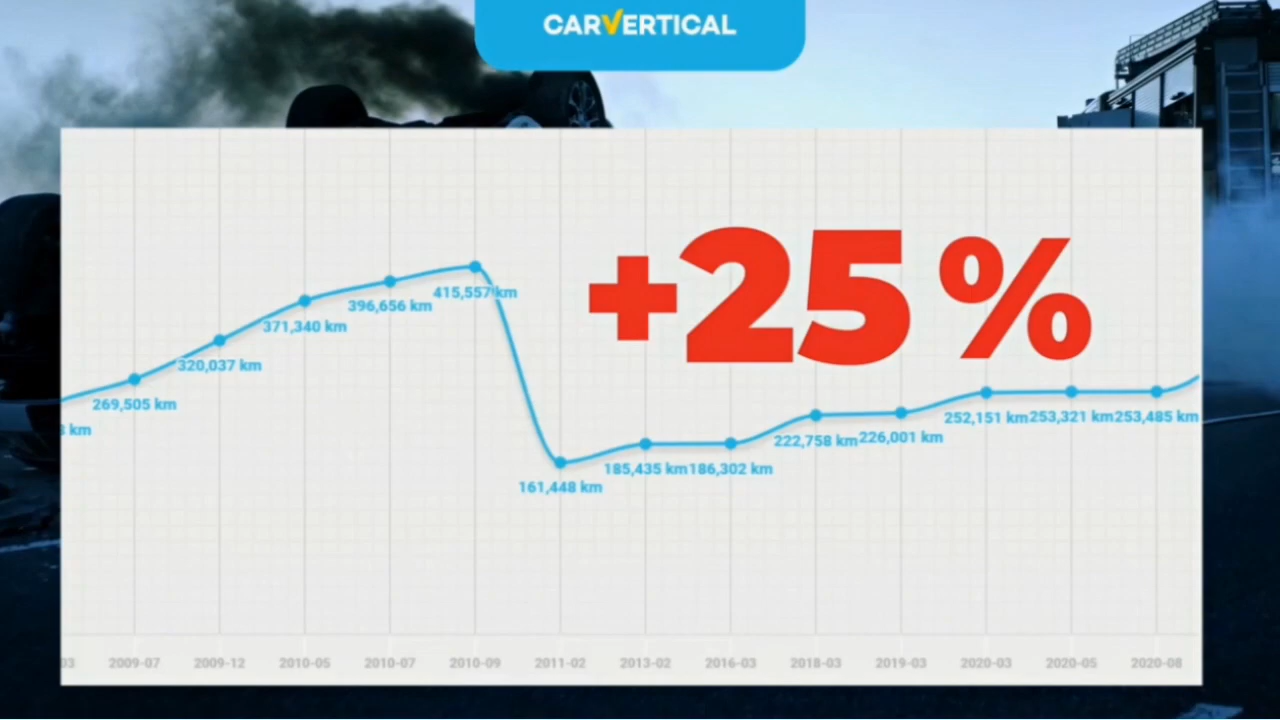 CARVERTICAL
+25 %
415,557 km
396,656 km
371,340 km
320,037 km
269,505 km
km
252,151 km 253,321 km 253,485 km
222,758 km 226,001 km
185,435 km 186,302 km
161,448 km
03 2009-07 2009-12 2010-05 2010-07 2010-09 2011-02 2013-02 2016-03 2018-03 2019-03 2020-03 2020-05 2020-08